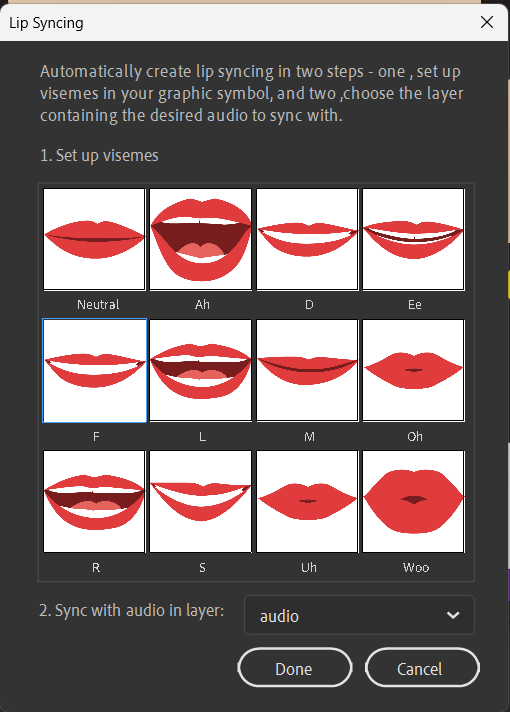 Lip Syncing
Automatically create lip syncing in two steps - one , set up
visemes in your graphic symbol, and two ,choose the layer
containing the desired audio to sync with.
1. Set up visemes
Neutral Ah D Ee
F L M Oh
R S Uh Woo
2. Sync with audio in layer: audio
Done Cancel